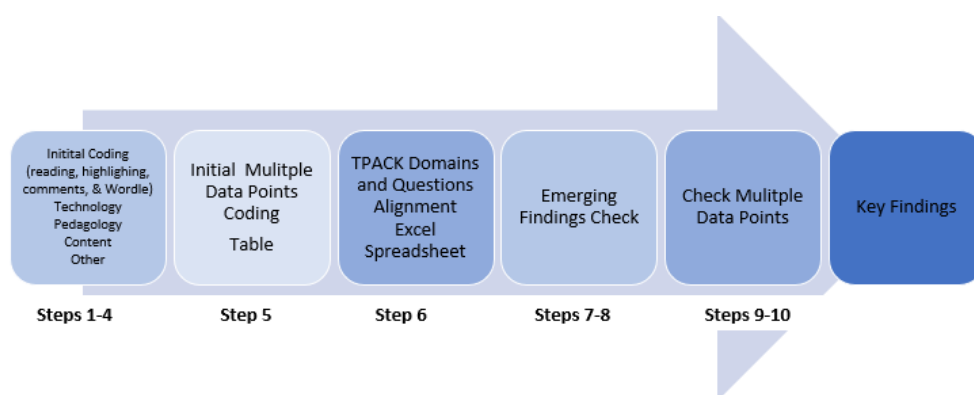 Initital Coding
(reading, highlighing,
comments, & Wordle)
Technology
Pedagology
Content
Other
Initial Mulitple
Data Points
Coding
Table
TPACK Domains
and Questions
Alignment
Excel
Spreadsheet
Emerging
Findings Check
Check Mulitple
Data Points
Key Findings
Steps 1-4
Step 5
Step 6
Steps 7-8
Steps 9-10